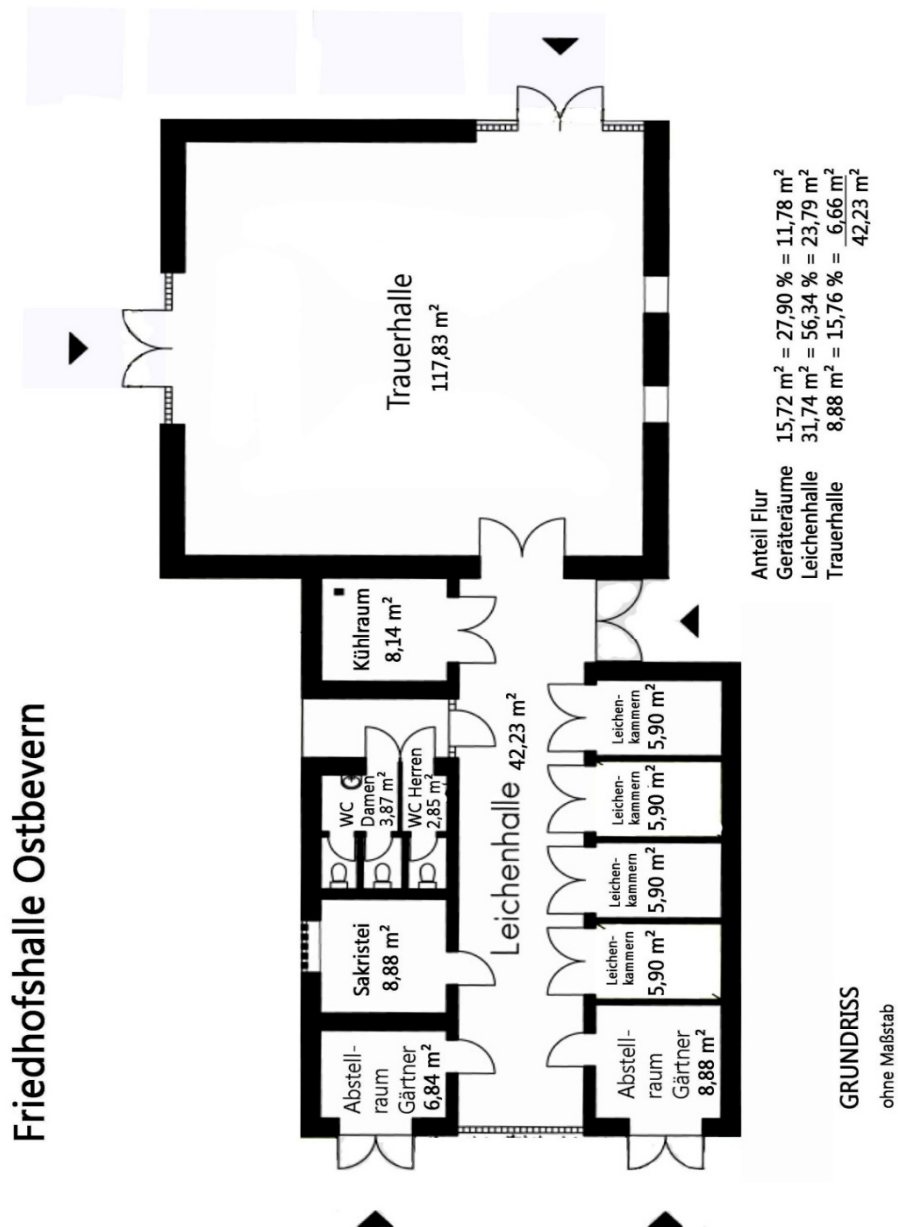 Friedhofshalle Ostbevern
Trauerhalle
117,83 m²
Kühlraum
8,14 m²
WC
Damen
3,87 m²
WC Herren
2,85 m²
Sakristei
8,88 m²
Abstell-
raum
Gärtner
6,84 m²
Leichenhalle 42,23 m²
Abstell-
raum
Gärtner
8,88 m²
Leichen-
kammern
5,90 m²
Leichen-
kammern
5,90 m²
Leichen-
kammern
5,90 m²
Leichen-
kammern
5,90 m²
GRUNDRISS
ohne Maßstab
Anteil Flur
Geräteräume 15,72 m² = 27,90 % = 11,78 m²
Leichenhalle 31,74 m² = 56,34 % = 23,79 m²
Trauerhalle 8,88 m² = 15,76 % = 6,66 m²
42,23 m²